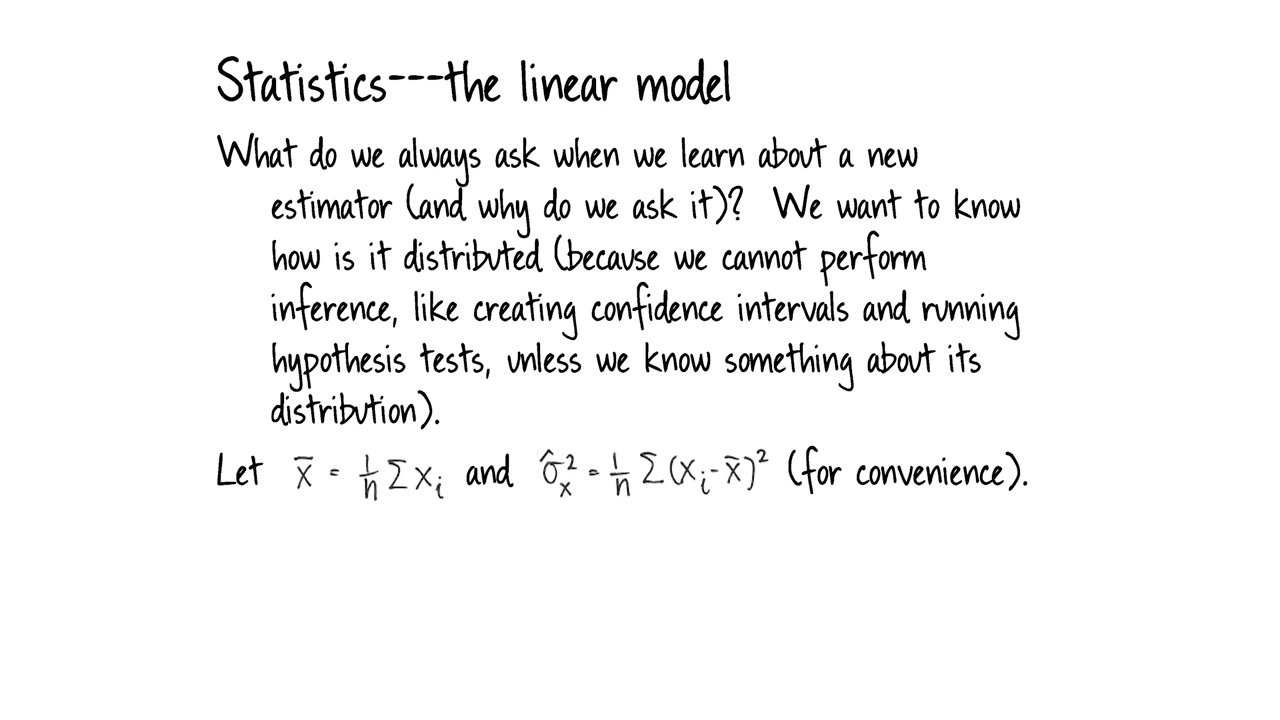 Statistics---the linear model
What do we always ask when we learn about a new
estimator (and why do we ask it)? We want to know
how is it distributed (because we cannot perform
inference, like creating confidence intervals and running
hypothesis tests, unless we know something about its
distribution).
Let x̄ = 1/n Σxᵢ and σ̂ₓ² = 1/n Σ(xᵢ-x̄)² (for convenience).